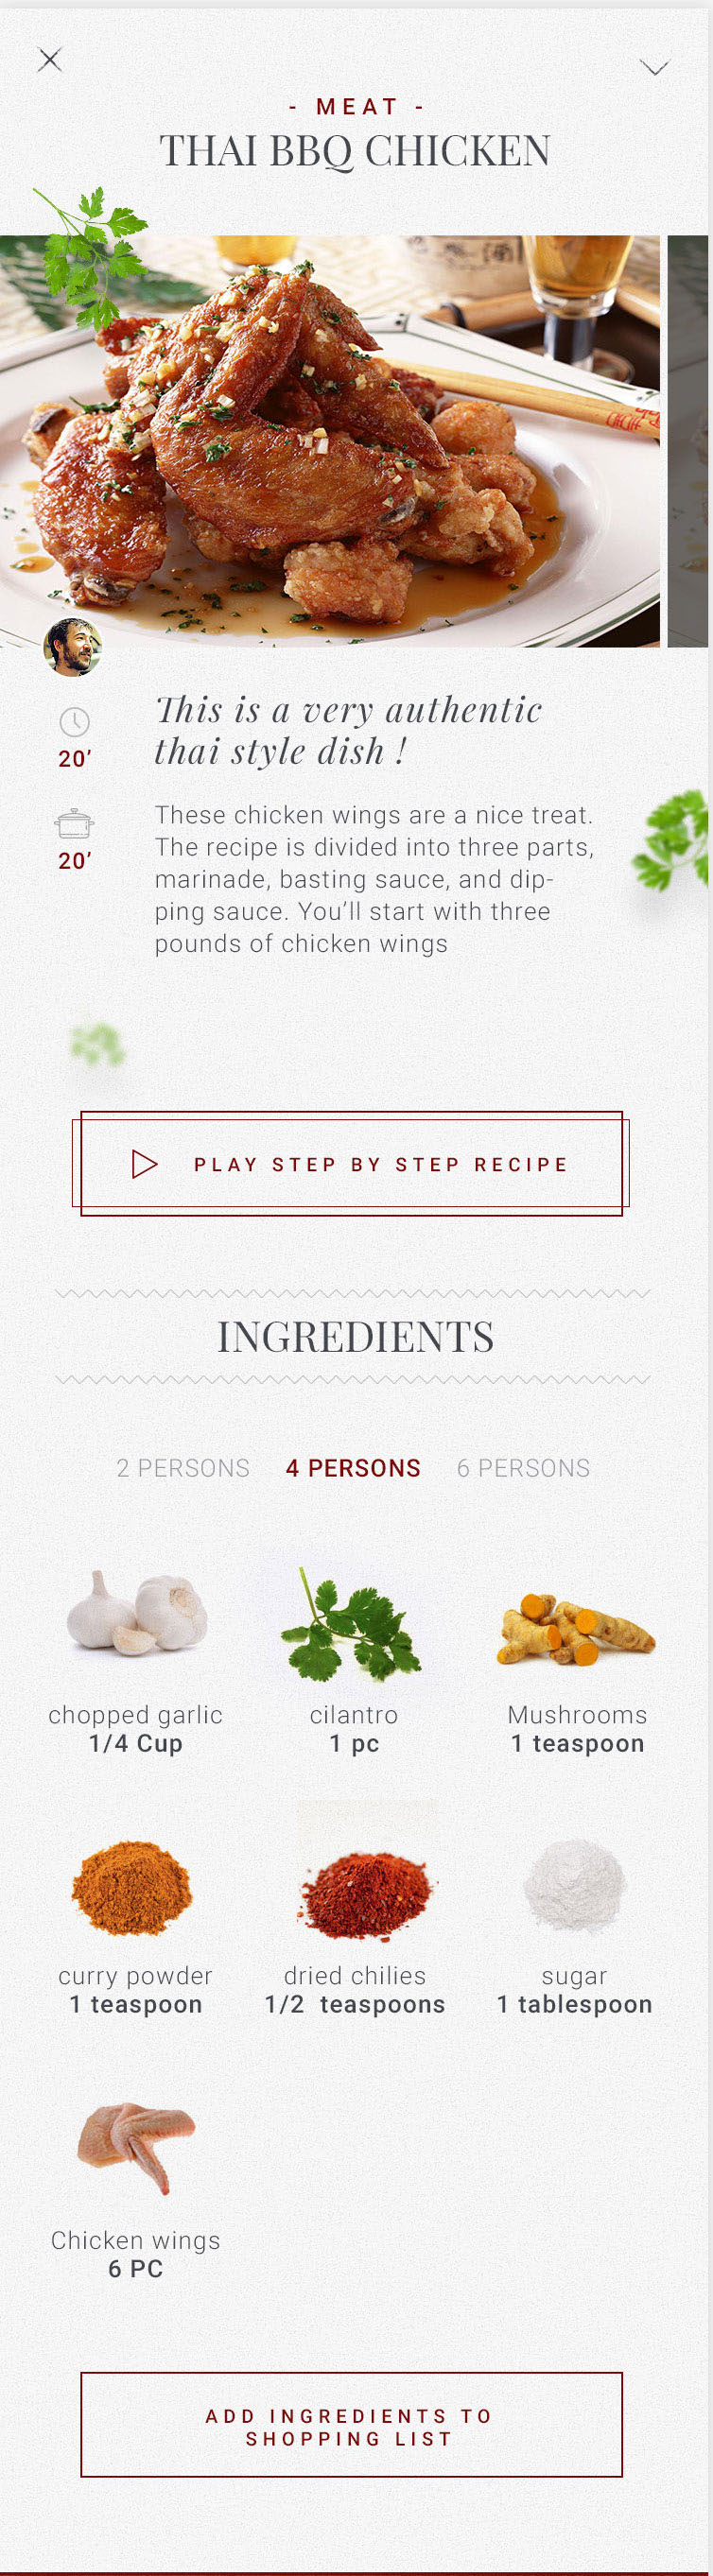 - MEAT -
THAI BBQ CHICKEN
This is a very authentic
thai style dish !
20’
These chicken wings are a nice treat.
The recipe is divided into three parts,
marinade, basting sauce, and dip-
ping sauce. You’ll start with three
pounds of chicken wings
20’
PLAY STEP BY STEP RECIPE
INGREDIENTS
2 PERSONS 4 PERSONS 6 PERSONS
chopped garlic cilantro Mushrooms
1/4 Cup 1 pc 1 teaspoon
curry powder dried chilies sugar
1 teaspoon 1/2 teaspoons 1 tablespoon
Chicken wings
6 PC
ADD INGREDIENTS TO
SHOPPING LIST